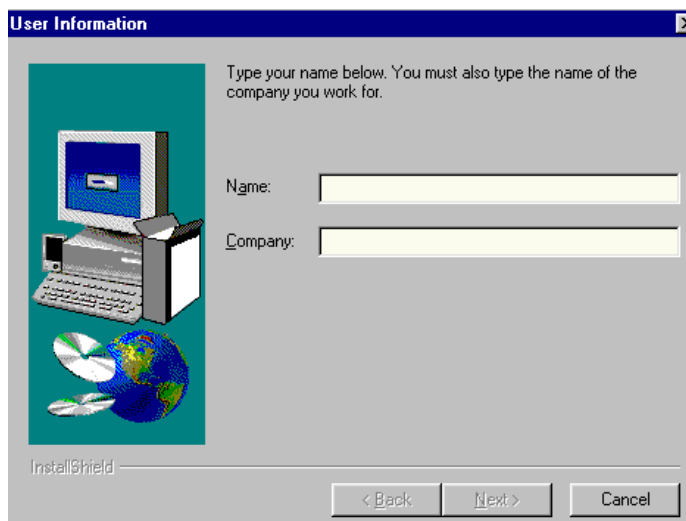 User Information
Type your name below. You must also type the name of the
company you work for.
Name:
Company:
InstallShield
< Back
Next >
Cancel